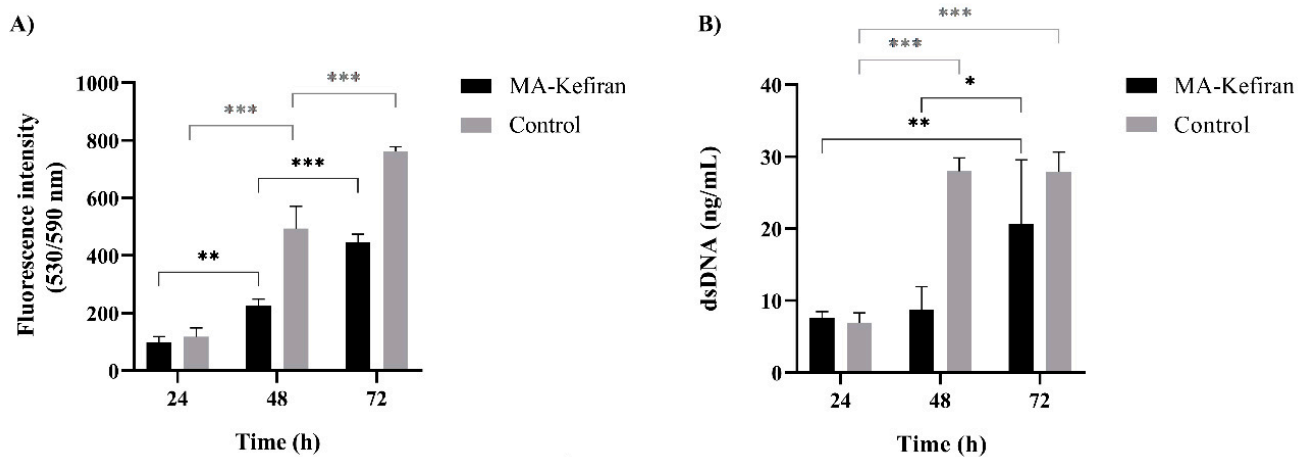 A)
***
***
***
**
1000
800
600
400
200
0
Fluorescence intensity
(530/590 nm)
24
48
72
Time (h)
MA-Kefiran
Control
B)
***
***
*
**
40
30
20
10
0
dsDNA (ng/mL)
24
48
72
Time (h)
MA-Kefiran
Control